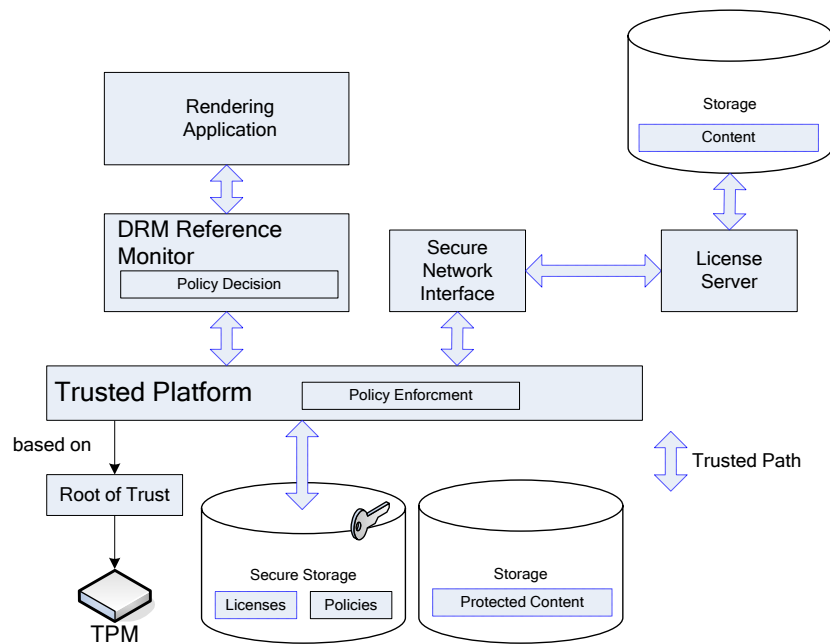 Rendering
Application
Storage
Content
DRM Reference
Monitor
Policy Decision
Secure
Network
Interface
License
Server
Trusted Platform
Policy Enforcment
based on
Trusted Path
Root of Trust
Secure Storage
Licenses
Policies
Storage
Protected Content
TPM